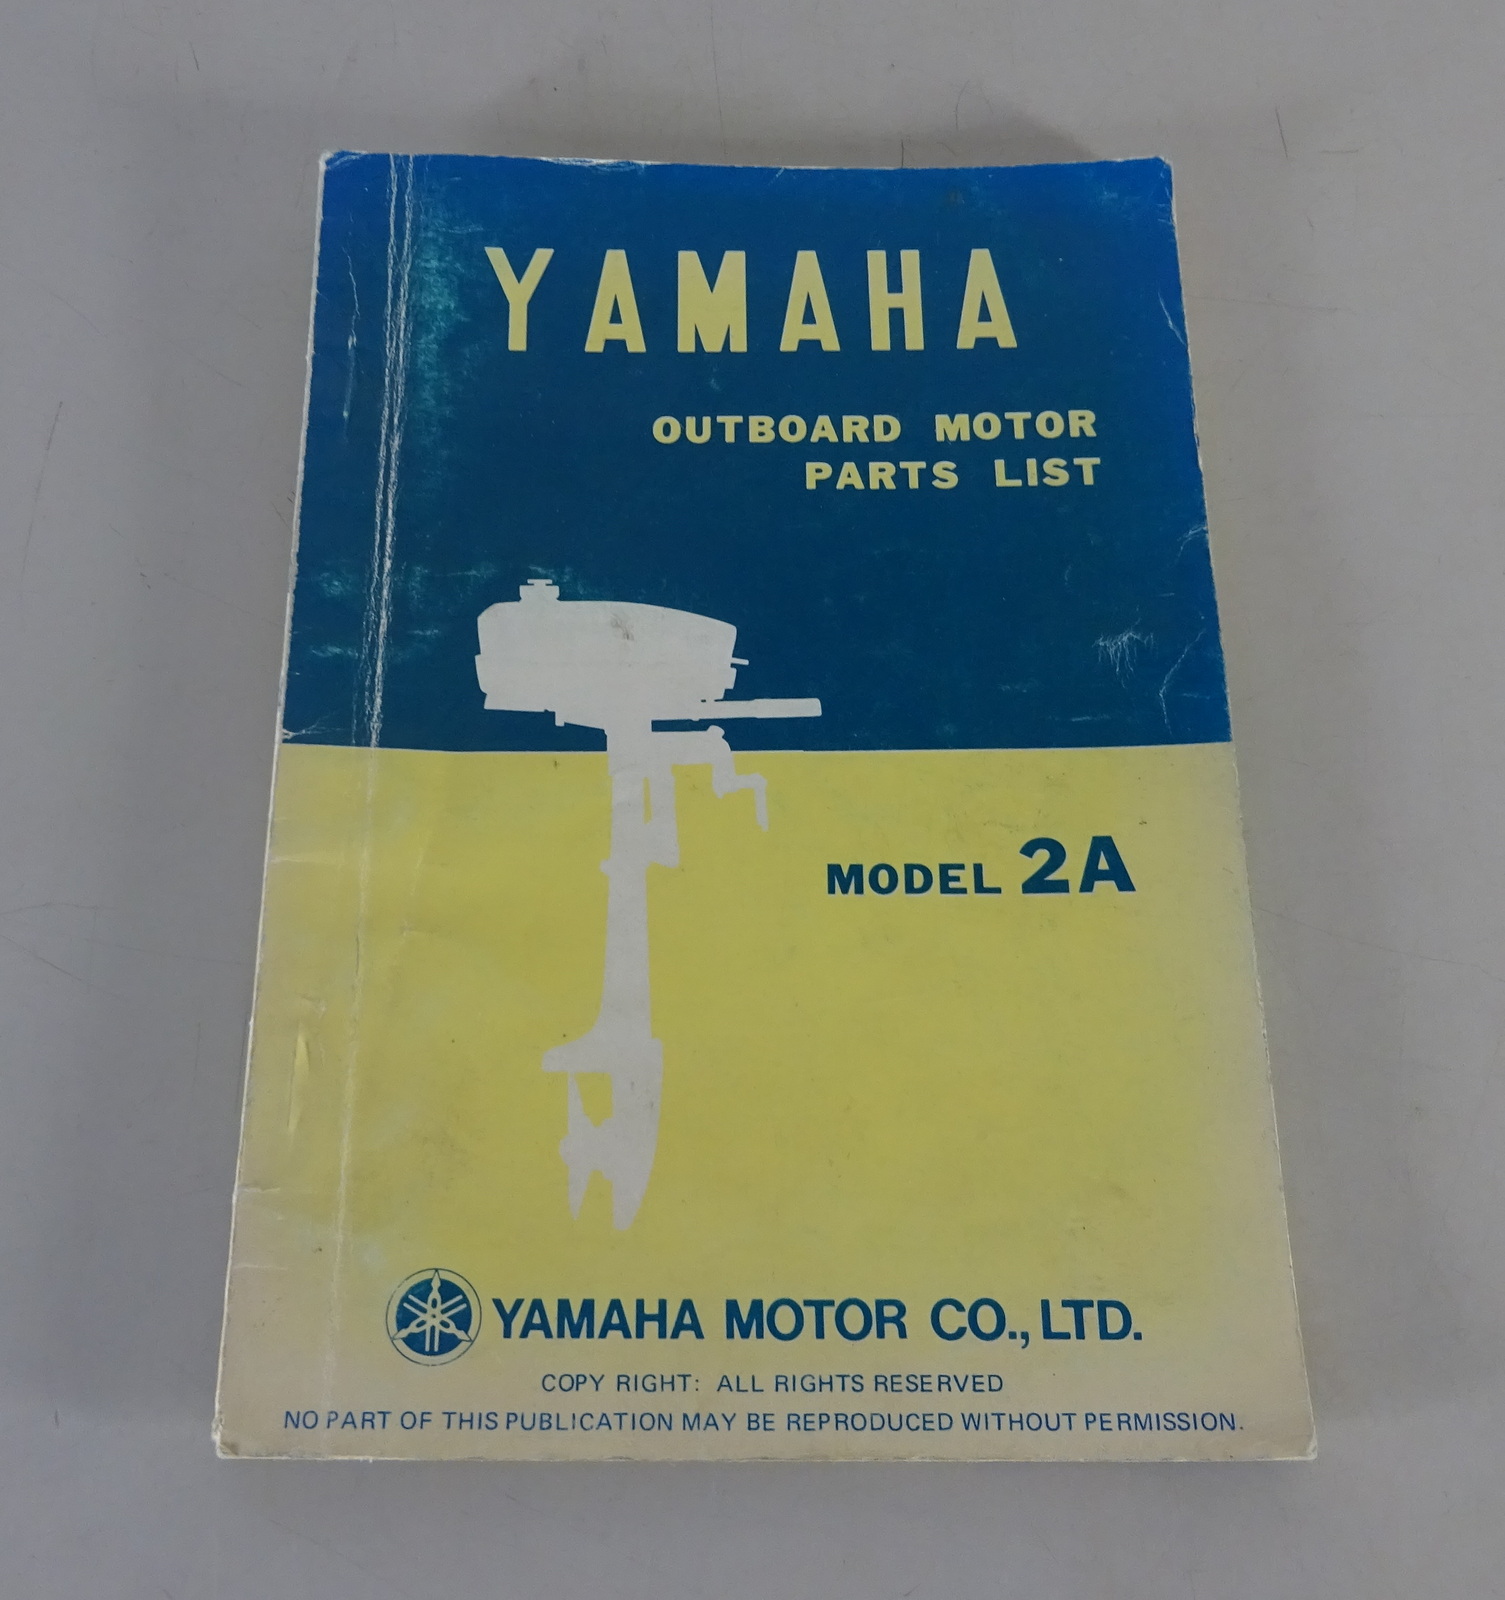 YAMAHA
OUTBOARD MOTOR
PARTS LIST
MODEL 2A
YAMAHA MOTOR CO., LTD.
COPY RIGHT: ALL RIGHTS RESERVED
NO PART OF THIS PUBLICATION MAY BE REPRODUCED WITHOUT PERMISSION.